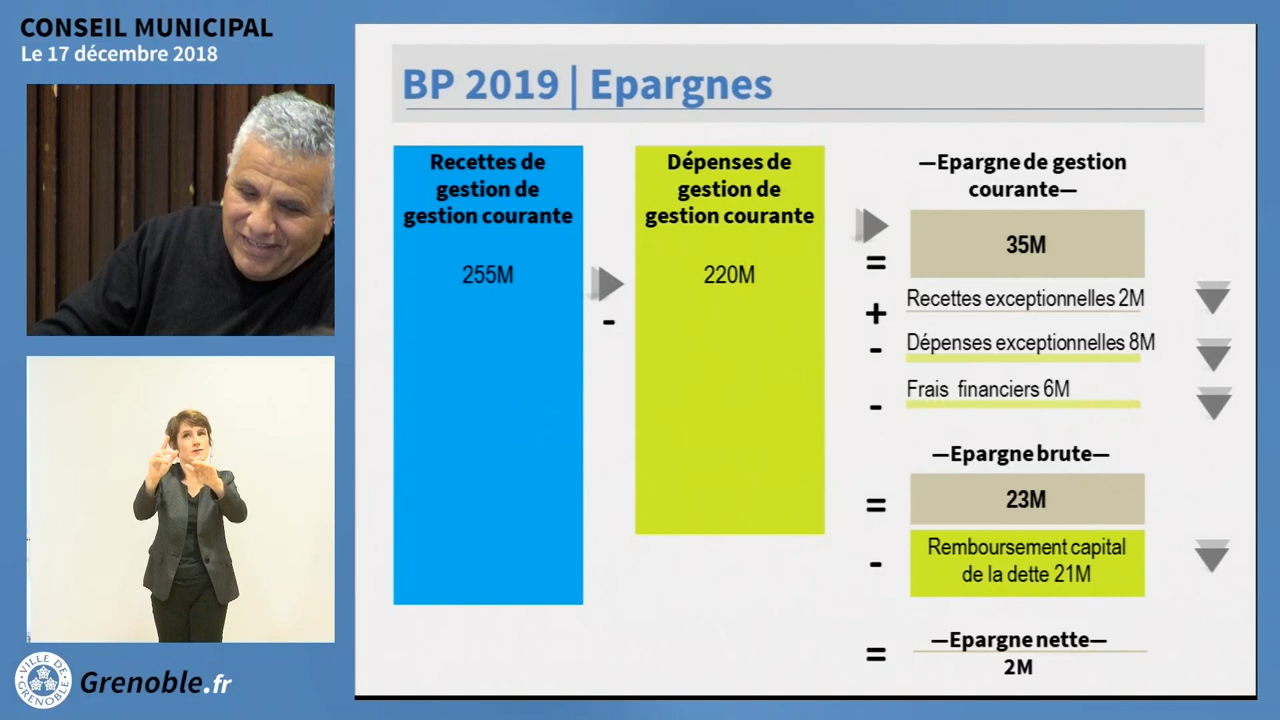 CONSEIL MUNICIPAL
Le 17 décembre 2018
BP 2019 | Epargnes
Recettes de
gestion de
gestion courante
255M
-
Dépenses de
gestion de
gestion courante
220M
—Epargne de gestion
courante—
=
35M
+
Recettes exceptionnelles 2M
-
Dépenses exceptionnelles 8M
-
Frais financiers 6M
—Epargne brute—
=
23M
-
Remboursement capital
de la dette 21M
=
—Epargne nette—
2M
VILLE DE
GRENOBLE
Grenoble.fr